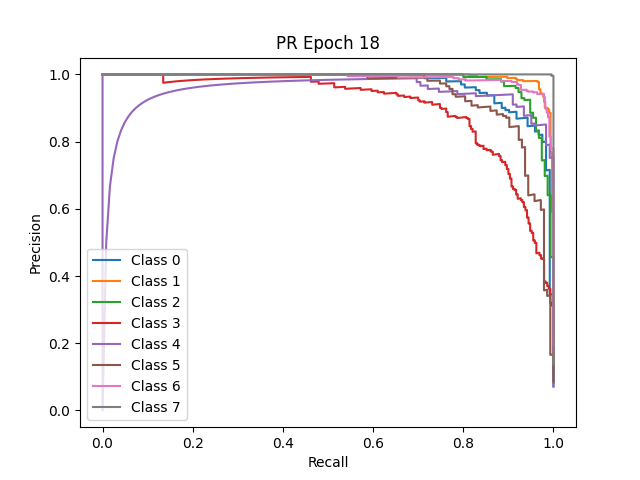 PR Epoch 18
Precision
1.0
0.8
0.6
0.4
0.2
0.0
Class 0
Class 1
Class 2
Class 3
Class 4
Class 5
Class 6
Class 7
0.0 0.2 0.4 0.6 0.8 1.0
Recall